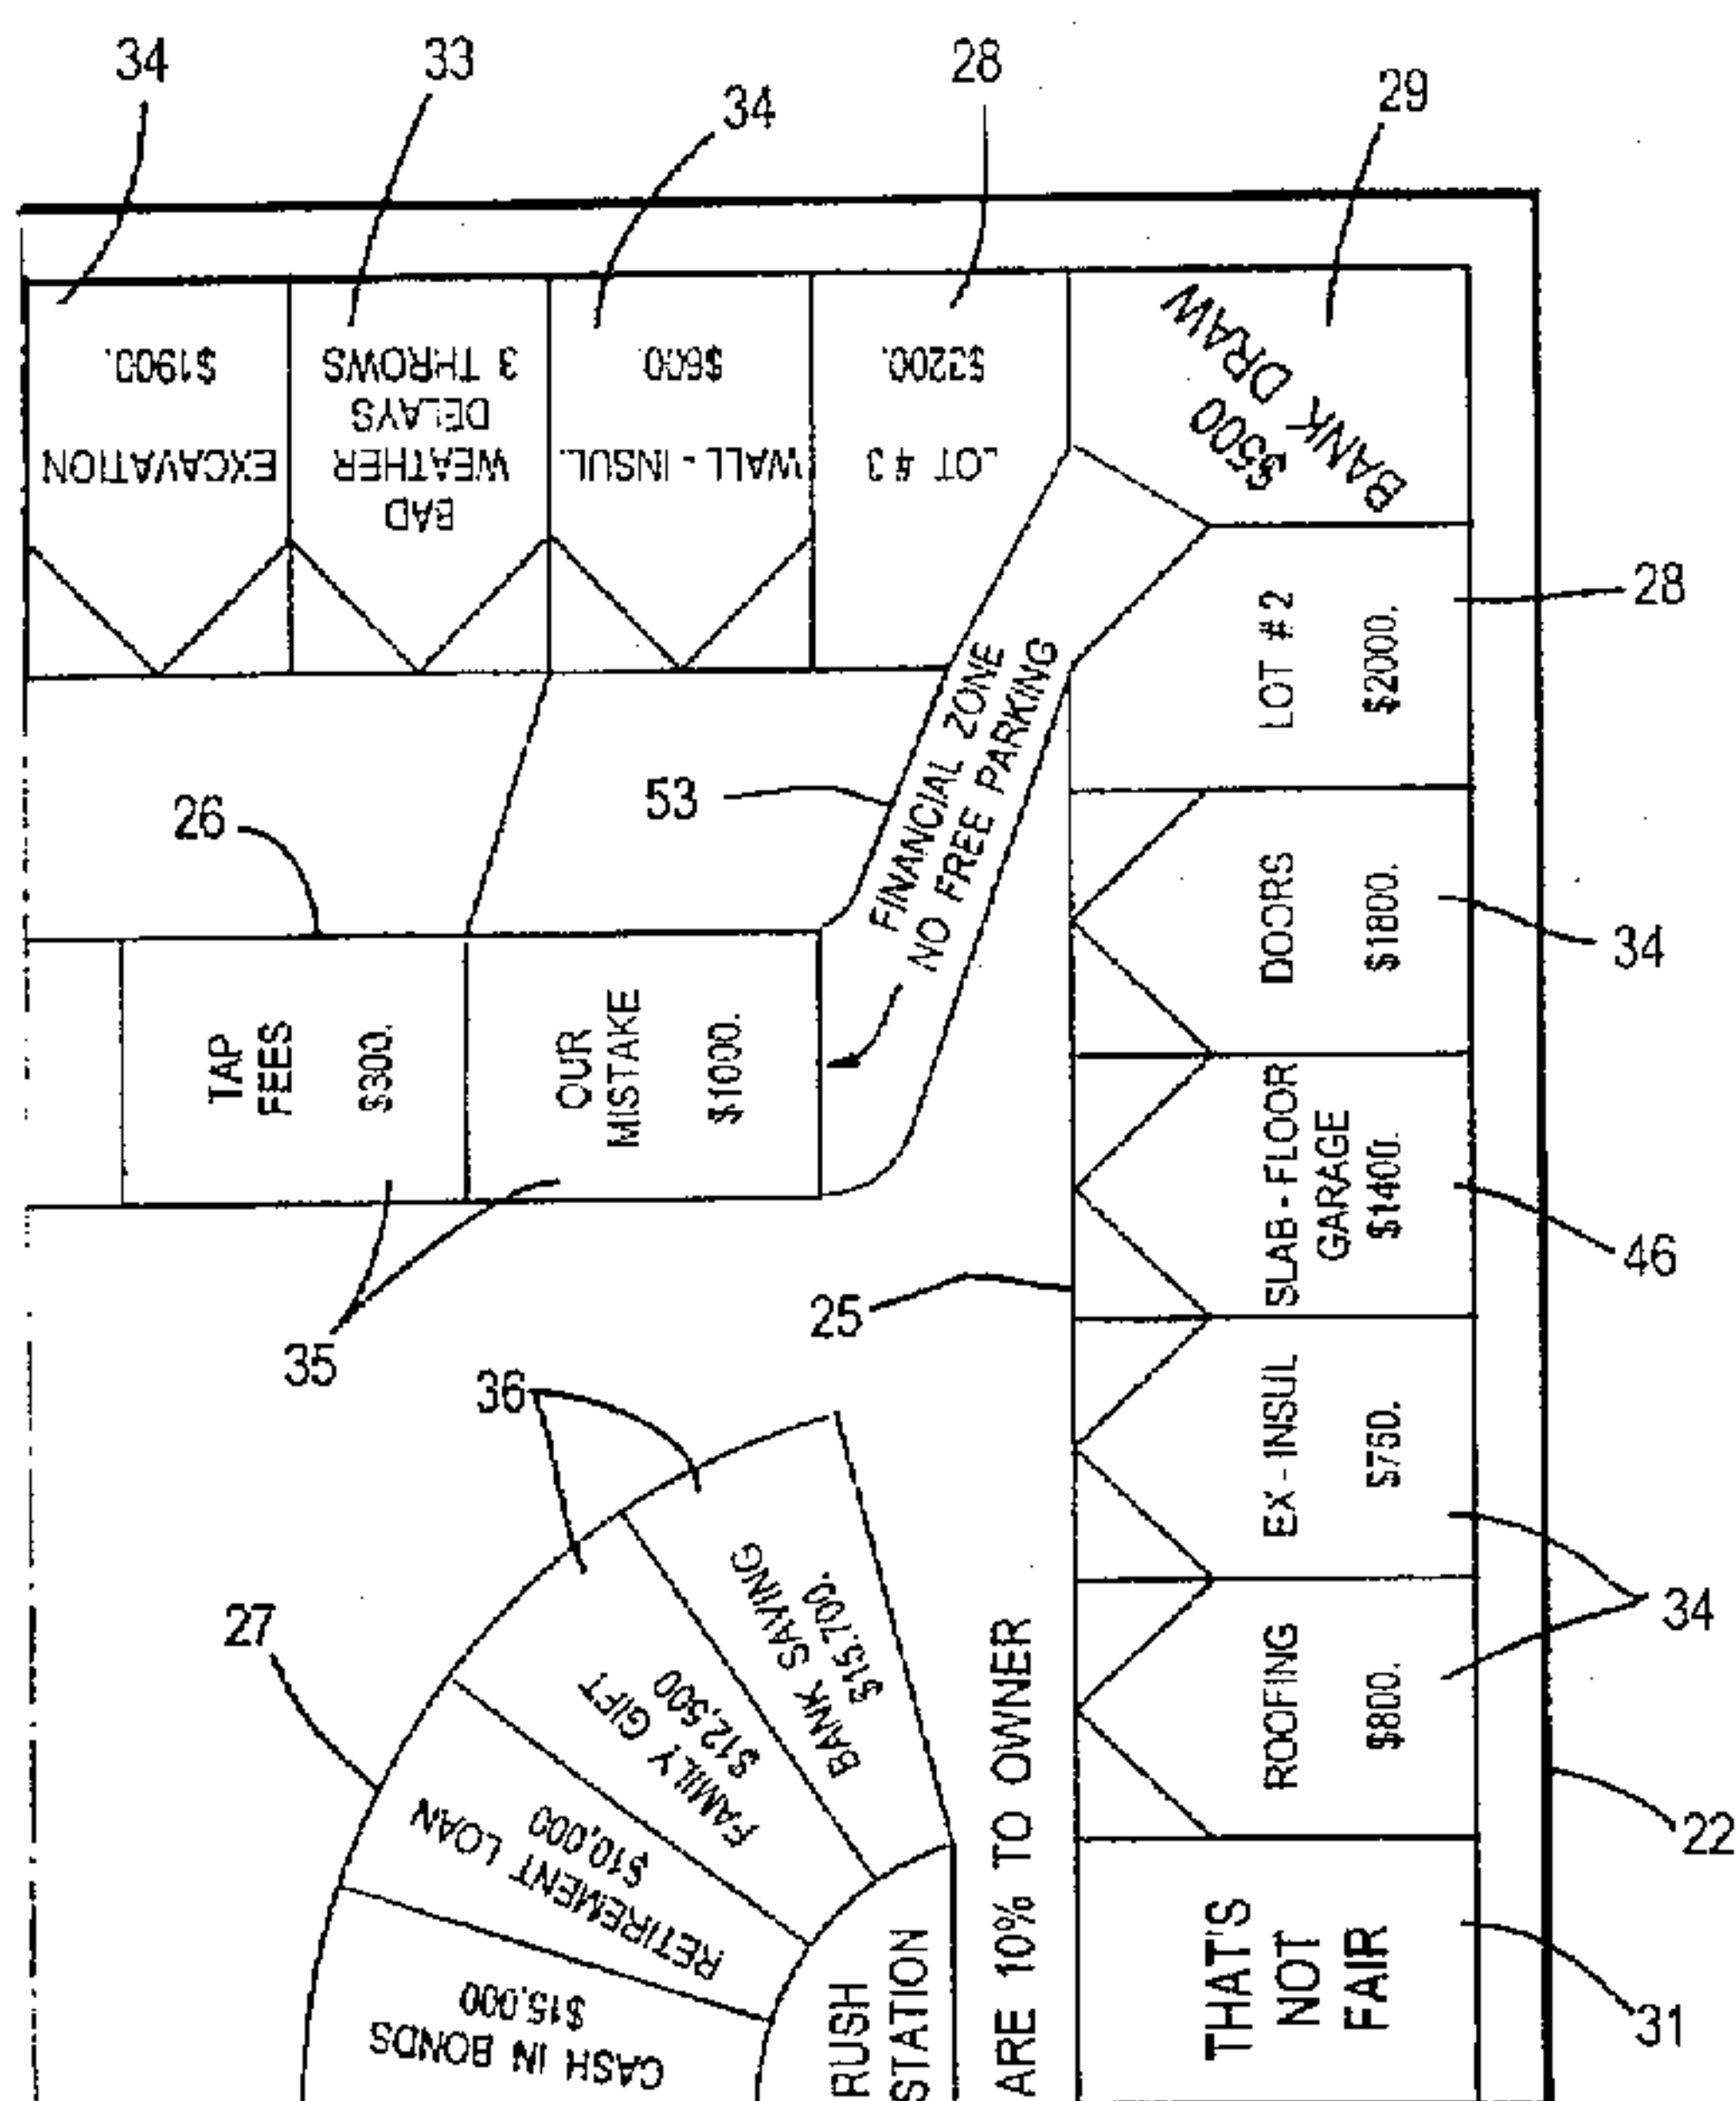 34
33
34
28
29
EXCAVATION
$1900.
BAD
WEATHER
DELAYS
3 THROWS
WALL - INSUL.
$600.
LOT #3
$3200.
$500
BANK DRAW
LOT # 2
$2000.
28
FINANCIAL ZONE
NO FREE PARKING
53
26
TAP
FEES
$300.
OUR
MISTAKE
$1000.
35
DOORS
$1800.
34
SLAB - FLOOR
GARAGE
$1400.
46
25
EX - INSUL
$750.
34
ROOFING
$800.
22
THAT'S
NOT
FAIR
31
36
27
BANK SAVING
$15,700.
FAMILY GIFT
$12,500
RETIREMENT LOAN
$10,000
CASH IN BONDS
$15,000
RUSH
STATION
ARE 10% TO OWNER